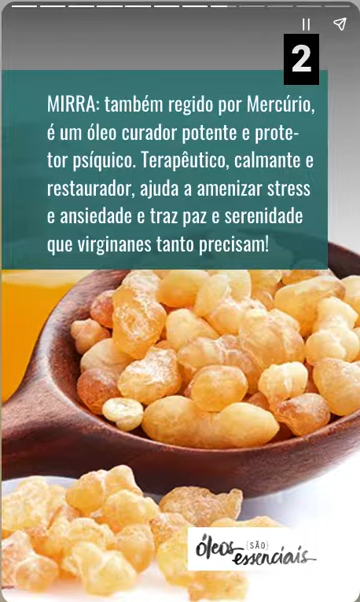 2
MIRRA: também regido por Mercúrio,
é um óleo curador potente e prote-
tor psíquico. Terapêutico, calmante e
restaurador, ajuda a amenizar stress
e ansiedade e traz paz e serenidade
que virginanes tanto precisam!
óleos {SÃO}
essenciais